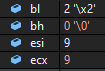 bl 2 '\x2'
bh 0 '\0'
esi 9
ecx 9